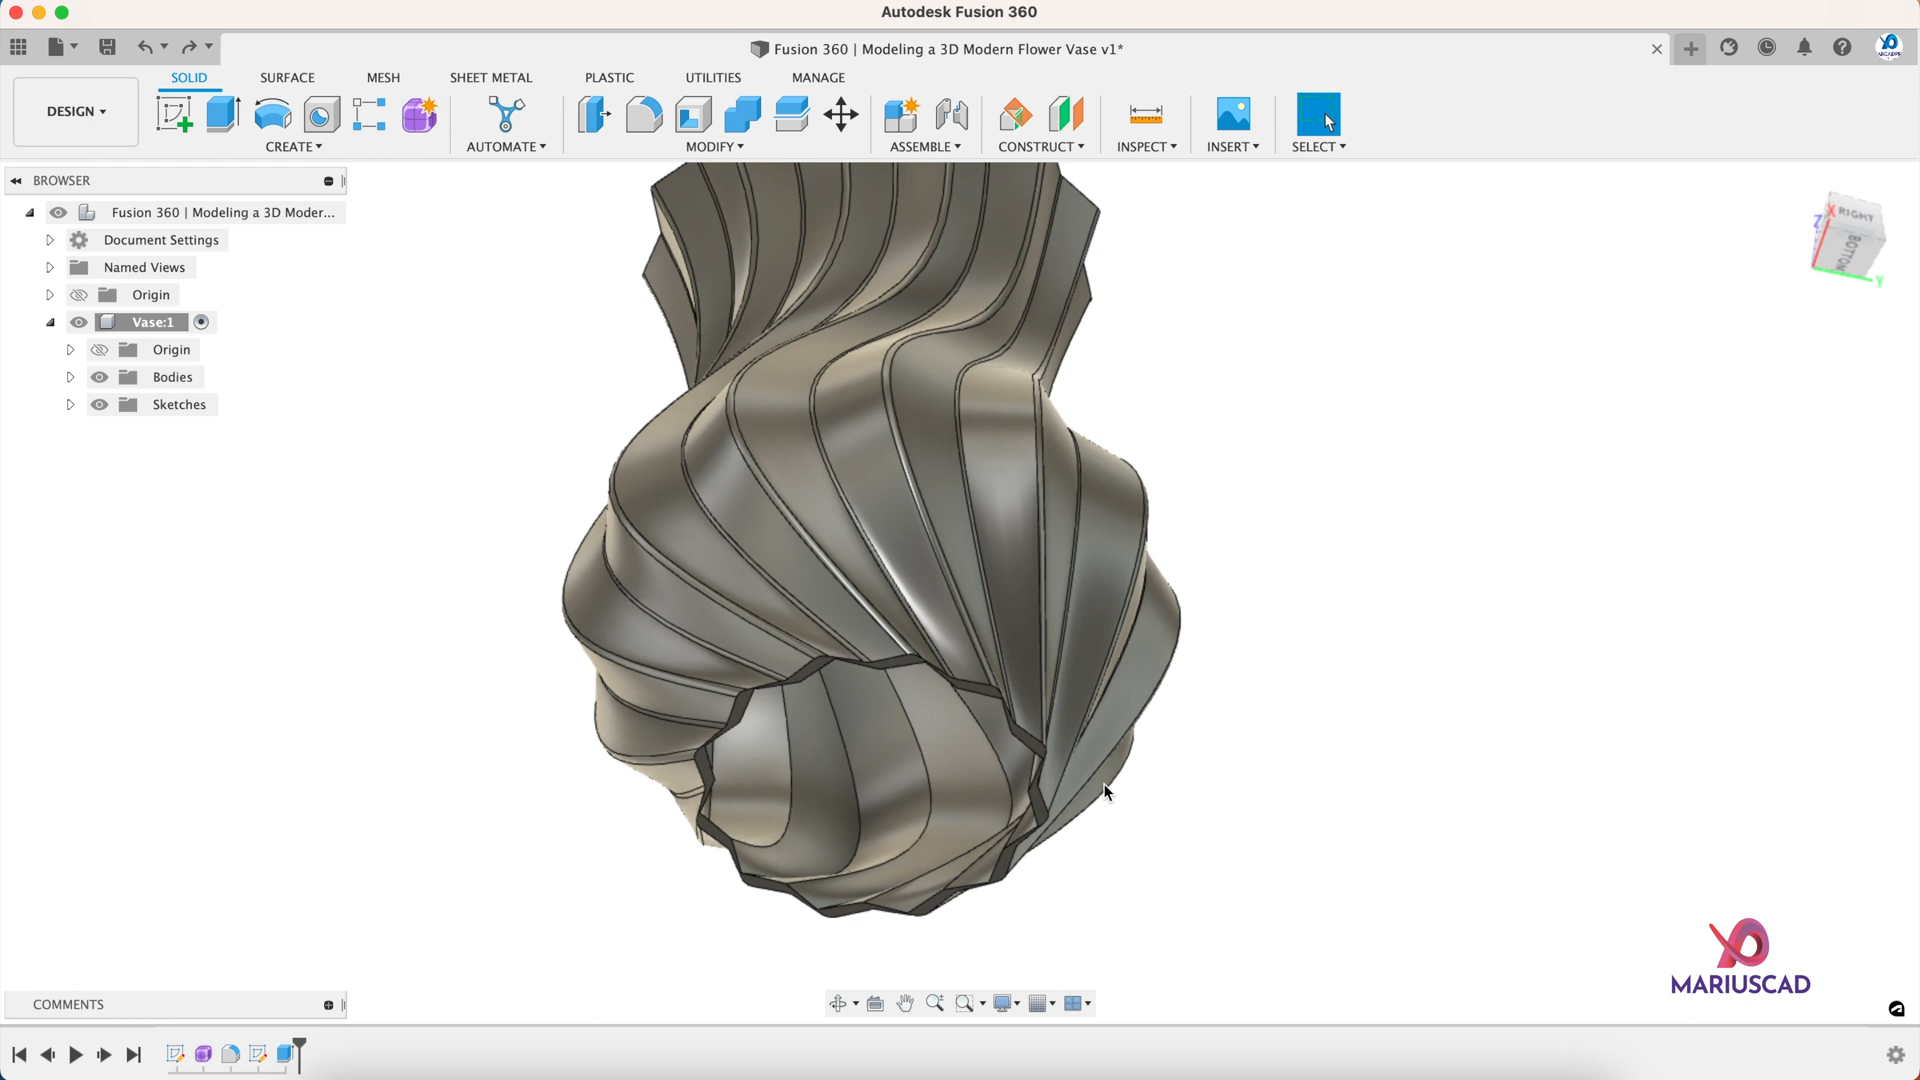 Autodesk Fusion 360
Fusion 360 | Modeling a 3D Modern Flower Vase v1*
SOLID SURFACE MESH SHEET METAL PLASTIC UTILITIES MANAGE
DESIGN
CREATE AUTOMATE MODIFY ASSEMBLE CONSTRUCT INSPECT INSERT SELECT
BROWSER
Fusion 360 | Modeling a 3D Moder...
Document Settings
Named Views
Origin
Vase:1
Origin
Bodies
Sketches
X RIGHT
Z
BOTTOM
Y
MARIUSCAD
COMMENTS